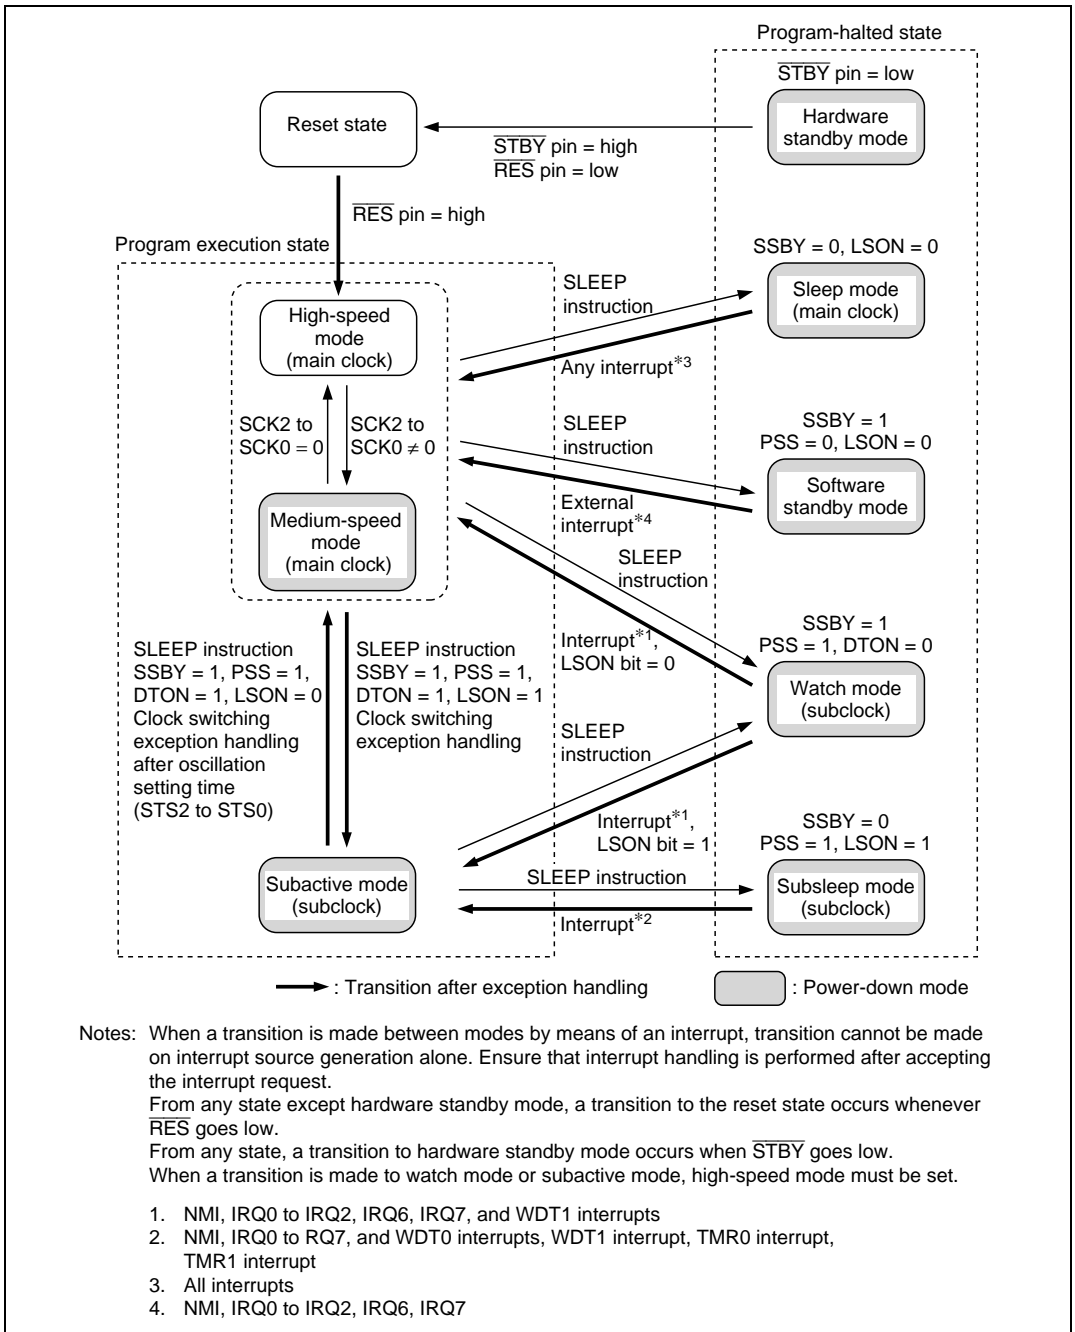 Program-halted state
STBY pin = low
Hardware
standby mode
Reset state
STBY pin = high
RES pin = low
RES pin = high
Program execution state
SSBY = 0, LSON = 0
Sleep mode
(main clock)
SLEEP
instruction
High-speed
mode
(main clock)
Any interrupt*3
SCK2 to
SCK0 = 0
SCK2 to
SCK0 ≠ 0
SLEEP
instruction
SSBY = 1
PSS = 0, LSON = 0
Software
standby mode
External
interrupt*4
Medium-speed
mode
(main clock)
SLEEP
instruction
SSBY = 1
PSS = 1, DTON = 0
Interrupt*1,
LSON bit = 0
Watch mode
(subclock)
SLEEP instruction
SSBY = 1, PSS = 1,
DTON = 1, LSON = 0
Clock switching
exception handling
after oscillation
setting time
(STS2 to STS0)
SLEEP instruction
SSBY = 1, PSS = 1,
DTON = 1, LSON = 1
Clock switching
exception handling
SLEEP
instruction
Interrupt*1,
LSON bit = 1
SSBY = 0
PSS = 1, LSON = 1
Subactive mode
(subclock)
SLEEP instruction
Subsleep mode
(subclock)
Interrupt*2
: Transition after exception handling
: Power-down mode
Notes: When a transition is made between modes by means of an interrupt, transition cannot be made
on interrupt source generation alone. Ensure that interrupt handling is performed after accepting
the interrupt request.
From any state except hardware standby mode, a transition to the reset state occurs whenever
RES goes low.
From any state, a transition to hardware standby mode occurs when STBY goes low.
When a transition is made to watch mode or subactive mode, high-speed mode must be set.
1. NMI, IRQ0 to IRQ2, IRQ6, IRQ7, and WDT1 interrupts
2. NMI, IRQ0 to RQ7, and WDT0 interrupts, WDT1 interrupt, TMR0 interrupt,
TMR1 interrupt
3. All interrupts
4. NMI, IRQ0 to IRQ2, IRQ6, IRQ7